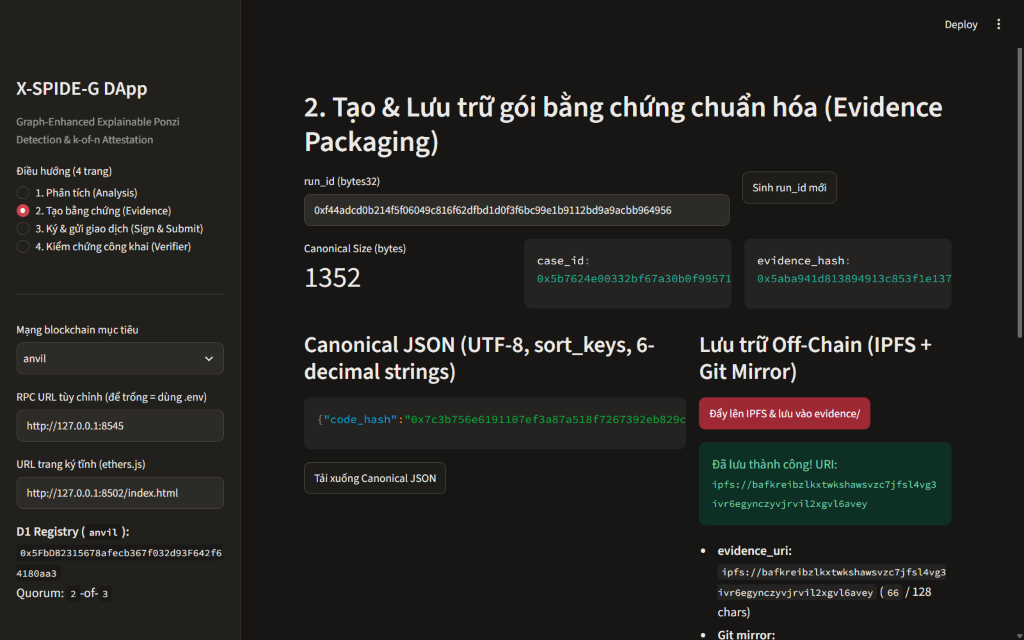 Deploy
X-SPIDE-G DApp
Graph-Enhanced Explainable Ponzi
Detection & k-of-n Attestation
Điều hướng (4 trang)
1. Phân tích (Analysis)
2. Tạo bằng chứng (Evidence)
3. Ký & gửi giao dịch (Sign & Submit)
4. Kiểm chứng công khai (Verifier)
Mạng blockchain mục tiêu
anvil
RPC URL tùy chỉnh (để trống = dùng .env)
http://127.0.0.1:8545
URL trang ký tĩnh (ethers.js)
http://127.0.0.1:8502/index.html
D1 Registry ( anvil ):
0x5FbDB2315678afecb367f032d93F642f6
4180aa3
Quorum: 2 -of- 3
2. Tạo & Lưu trữ gói bằng chứng chuẩn hóa (Evidence
Packaging)
run_id (bytes32)
0xf44adcd0b214f5f06049c816f62dfbd1d0f3f6bc99e1b9112bd9a9acbb964956
Sinh run_id mới
Canonical Size (bytes)
1352
case_id:
0x5b7624e00332bf67a30b0f99571
evidence_hash:
0x5aba941d813894913c853f1e137
Canonical JSON (UTF-8, sort_keys, 6-
decimal strings)
{"code_hash":"0x7c3b756e6191107ef3a87a518f7267392eb829c
Tải xuống Canonical JSON
Lưu trữ Off-Chain (IPFS +
Git Mirror)
Đẩy lên IPFS & lưu vào evidence/
Đã lưu thành công! URI:
ipfs://bafkreibzlkxtwkshawsvzc7jfsl4vg3
ivr6egynczyvjrvil2xgvl6avey
evidence_uri:
ipfs://bafkreibzlkxtwkshawsvzc7jfsl4vg3
ivr6egynczyvjrvil2xgvl6avey ( 66 / 128
chars)
Git mirror: